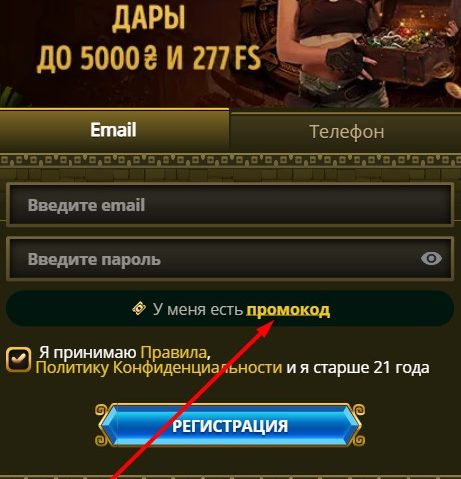 ДАРЫ
ДО 5000 ₴ И 277 FS
Email
Телефон
Введите email
Введите пароль
У меня есть промокод
Я принимаю Правила,
Политику Конфиденциальности и я старше 21 года
РЕГИСТРАЦИЯ